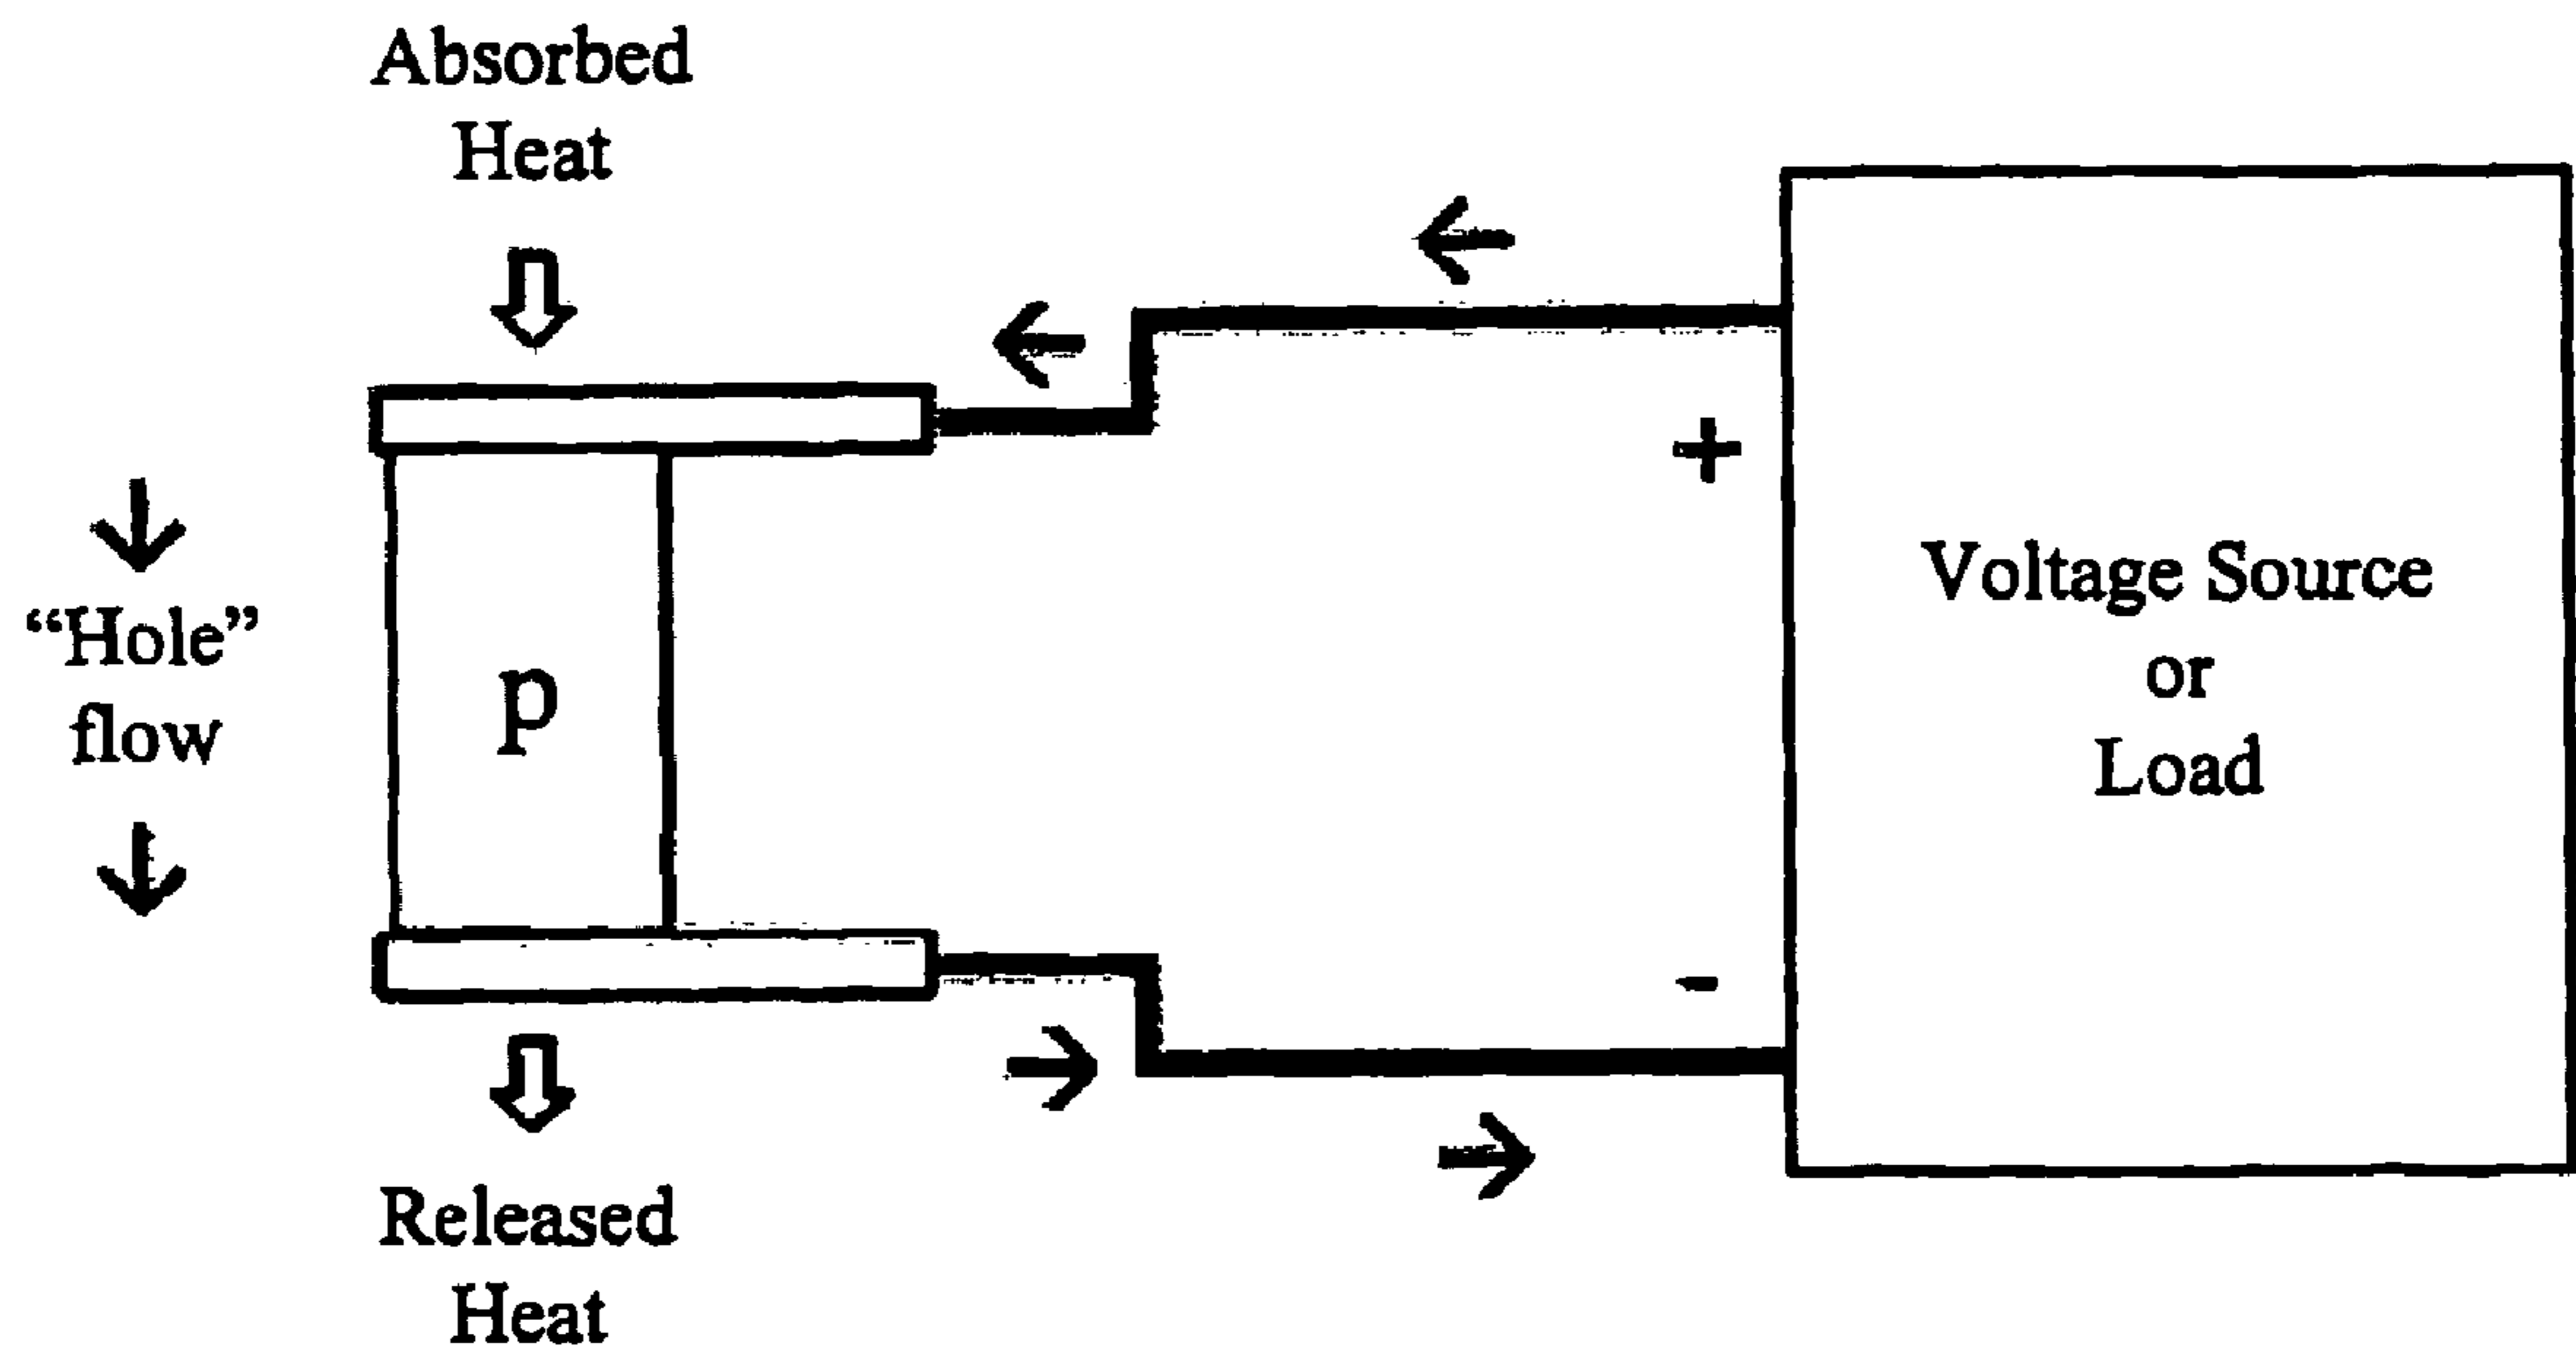 Absorbed
Heat
+
“Hole”
flow
p
Voltage Source
or
Load
-
Released
Heat